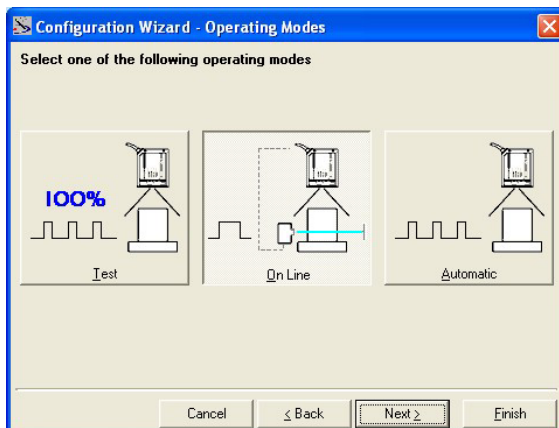 Configuration Wizard - Operating Modes
Select one of the following operating modes
100%
Test
On Line
Automatic
Cancel
< Back
Next >
Finish